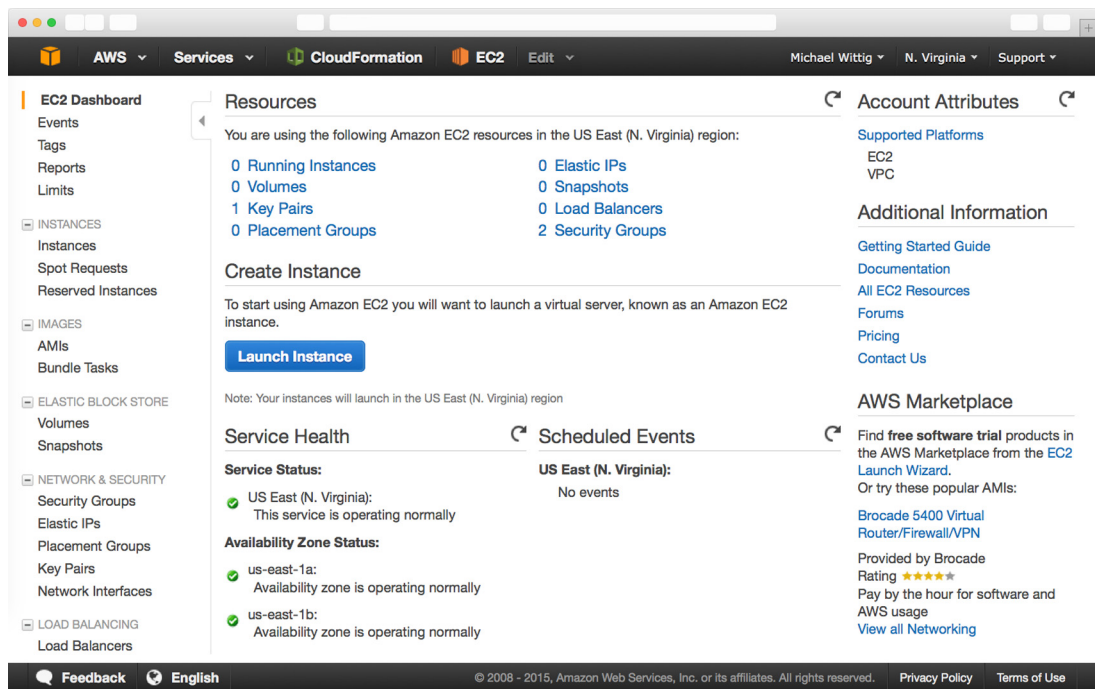 AWS Services CloudFormation EC2 Edit Michael Wittig N. Virginia Support
EC2 Dashboard
Events
Tags
Reports
Limits
INSTANCES
Instances
Spot Requests
Reserved Instances
IMAGES
AMIs
Bundle Tasks
ELASTIC BLOCK STORE
Volumes
Snapshots
NETWORK & SECURITY
Security Groups
Elastic IPs
Placement Groups
Key Pairs
Network Interfaces
LOAD BALANCING
Load Balancers
Resources
You are using the following Amazon EC2 resources in the US East (N. Virginia) region:
0 Running Instances 0 Elastic IPs
0 Volumes 0 Snapshots
1 Key Pairs 0 Load Balancers
0 Placement Groups 2 Security Groups
Create Instance
To start using Amazon EC2 you will want to launch a virtual server, known as an Amazon EC2
instance.
Launch Instance
Note: Your instances will launch in the US East (N. Virginia) region
Service Health
Service Status:
US East (N. Virginia):
This service is operating normally
Availability Zone Status:
us-east-1a:
Availability zone is operating normally
us-east-1b:
Availability zone is operating normally
Scheduled Events
US East (N. Virginia):
No events
Account Attributes
Supported Platforms
EC2
VPC
Additional Information
Getting Started Guide
Documentation
All EC2 Resources
Forums
Pricing
Contact Us
AWS Marketplace
Find free software trial products in
the AWS Marketplace from the EC2
Launch Wizard.
Or try these popular AMIs:
Brocade 5400 Virtual
Router/Firewall/VPN
Provided by Brocade
Rating
Pay by the hour for software and
AWS usage
View all Networking
Feedback English © 2008 - 2015, Amazon Web Services, Inc. or its affiliates. All rights reserved. Privacy Policy Terms of Use